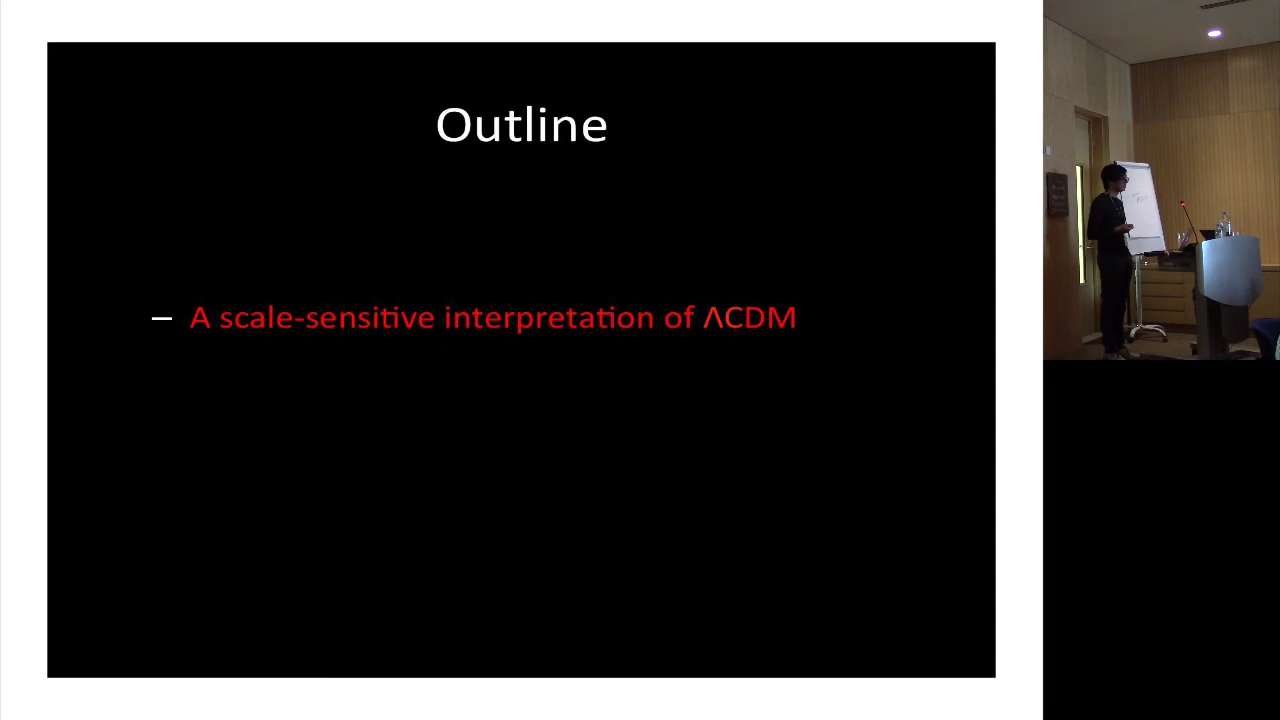 Outline
– A scale-sensitive interpretation of ΛCDM